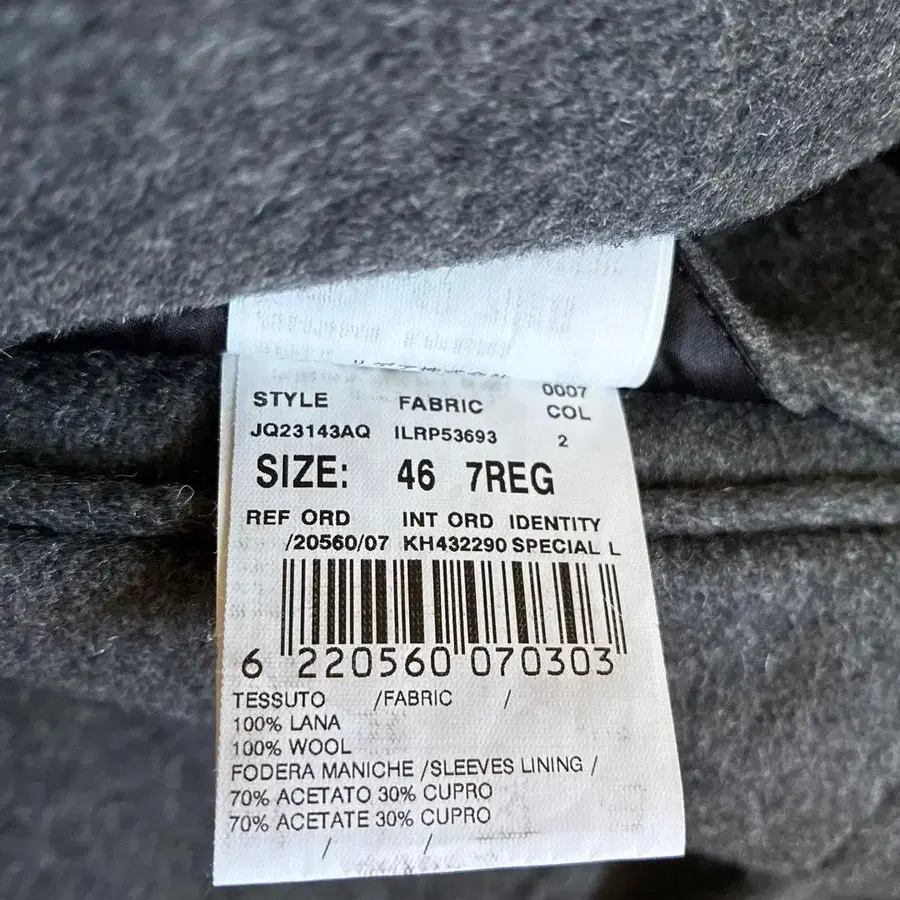 0007
STYLE FABRIC COL
JQ23143AQ ILRP53693 2
SIZE: 46 7REG
REF ORD INT ORD IDENTITY
/20560/07 KH432290 SPECIAL L
6 220560 070303
TESSUTO /FABRIC /
100% LANA
100% WOOL
FODERA MANICHE /SLEEVES LINING /
70% ACETATO 30% CUPRO
70% ACETATE 30% CUPRO
/ /